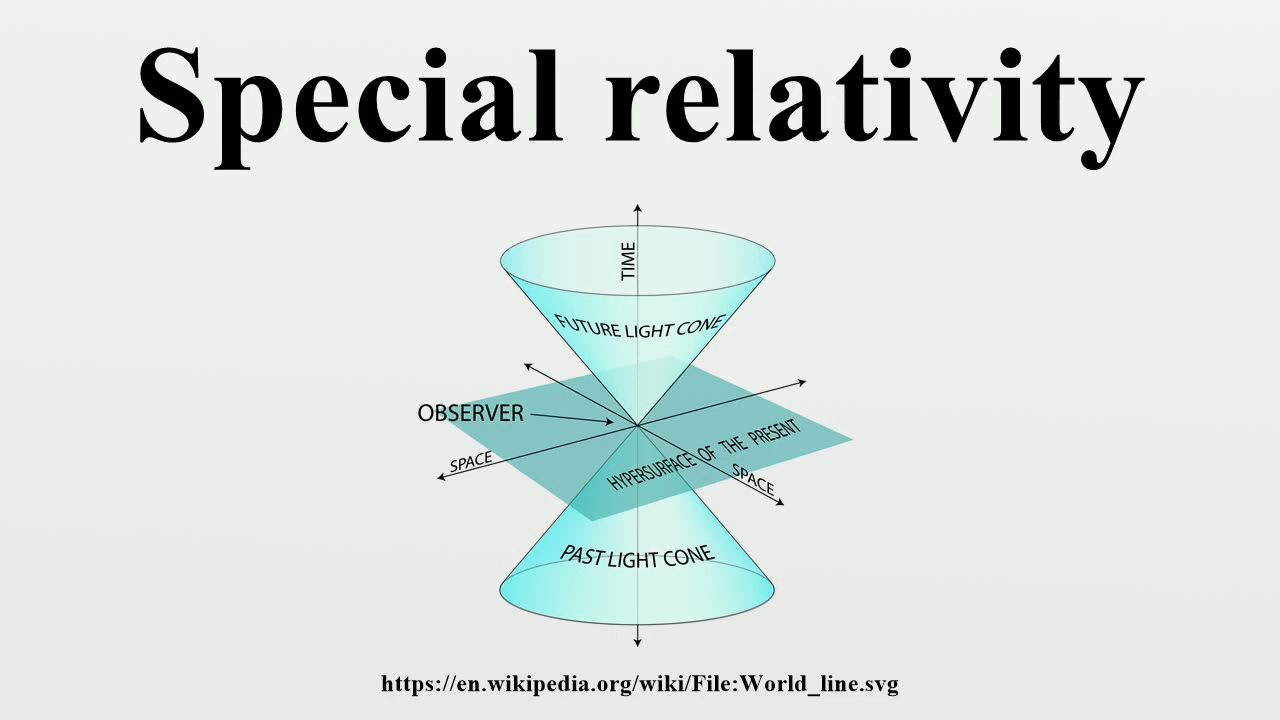 Special relativity
TIME
FUTURE LIGHT CONE
OBSERVER
SPACE
HYPERSURFACE OF THE PRESENT
SPACE
PAST LIGHT CONE
https://en.wikipedia.org/wiki/File:World_line.svg